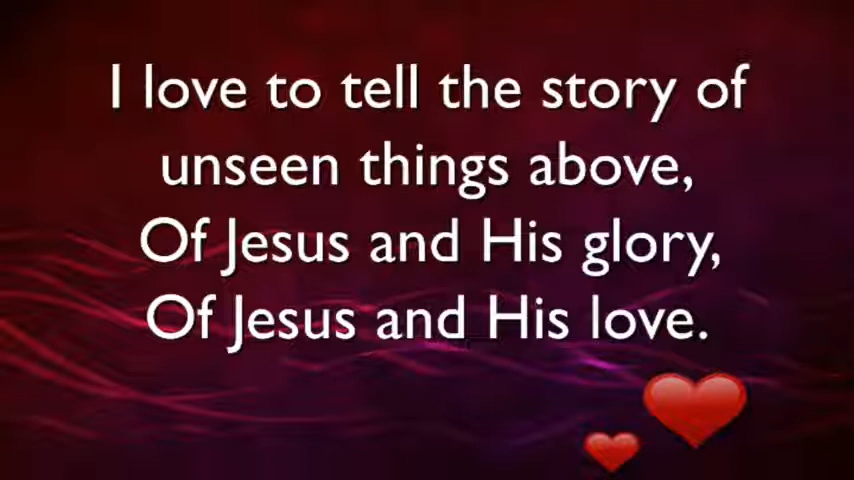 I love to tell the story of
unseen things above,
Of Jesus and His glory,
Of Jesus and His love.